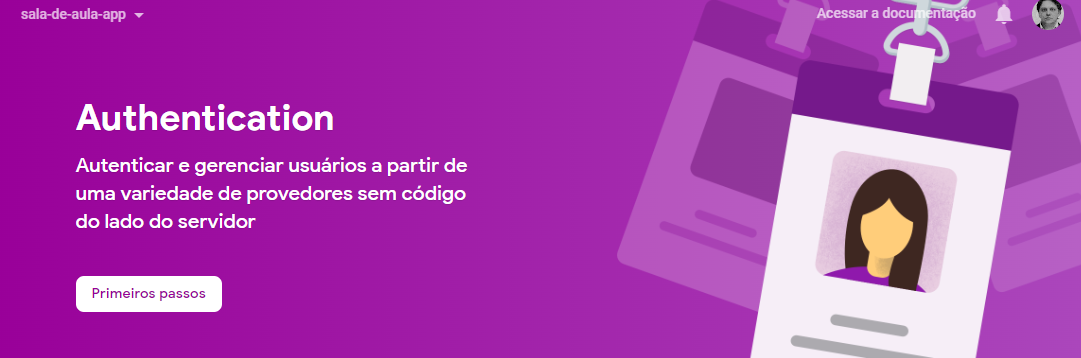 sala-de-aula-app
Acessar a documentação
Authentication
Autenticar e gerenciar usuários a partir de
uma variedade de provedores sem código
do lado do servidor
Primeiros passos